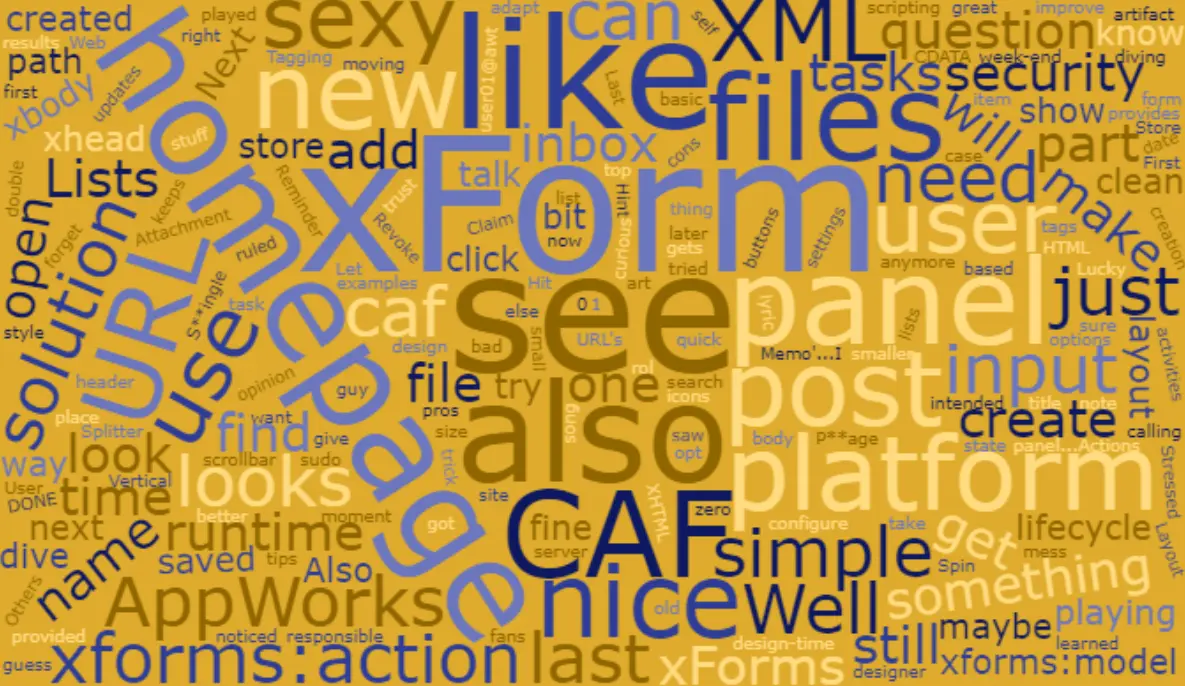 created
played
sexy
like
adapt
can
self
XML
scripting
great
improve
artifact
results
Web
right
Next
question
know
path
Tagging
moving
new
user01@awt
Last
basic
files
tasks
CDATA
week-end
diving
security
first
xbody
updates
homepage
item
form
Will
show
provides
Store
xhead
stuff
store
add
inbox
cons
part
date
case
First
double
Lists
keeps
Reminder
trust
talk
top
list
Hint
xForm
need
make
clean
open
forget
Attachment
ruled
Revoke
Claim
bit
now
curious
thing
later
gets
buttons
settings
user
tags
HTML
creation
solutions
URL
click
tried
anymore
based
Lucky
Let
examples
Hit
art
see
panel
just
style
S**ingle
task
caf
else
0
1
lyric
lists
sure
options
layout
activities
use
design
bad
small
URL's
quick
Memo'...I
smaller
input
header
opinion
guy
file
try
one
rol
search
icons
post
intended
title
note
place
Splitter
want
pros
song
create
calling
find
give
size
also
saw
opt
body
P**age
state
panel...Actions
way
look
scrollbar
sudo
trick
platform
Stressed
User
DONE
time
Vertical
looks
site
XHTML
zero
next
better
moment
got
CAF
fine
server
configure
take
get
lifecycle
mess
Layout
dive
name
runtime
saved
tips
Also
simple
Spin
something
Others
AppWorks
nice
old
Well
playing
provided
noticed
responsible
fans
design-time
still
maybe
learned
guess
xforms:action
last
xForms
designer
xforms:model